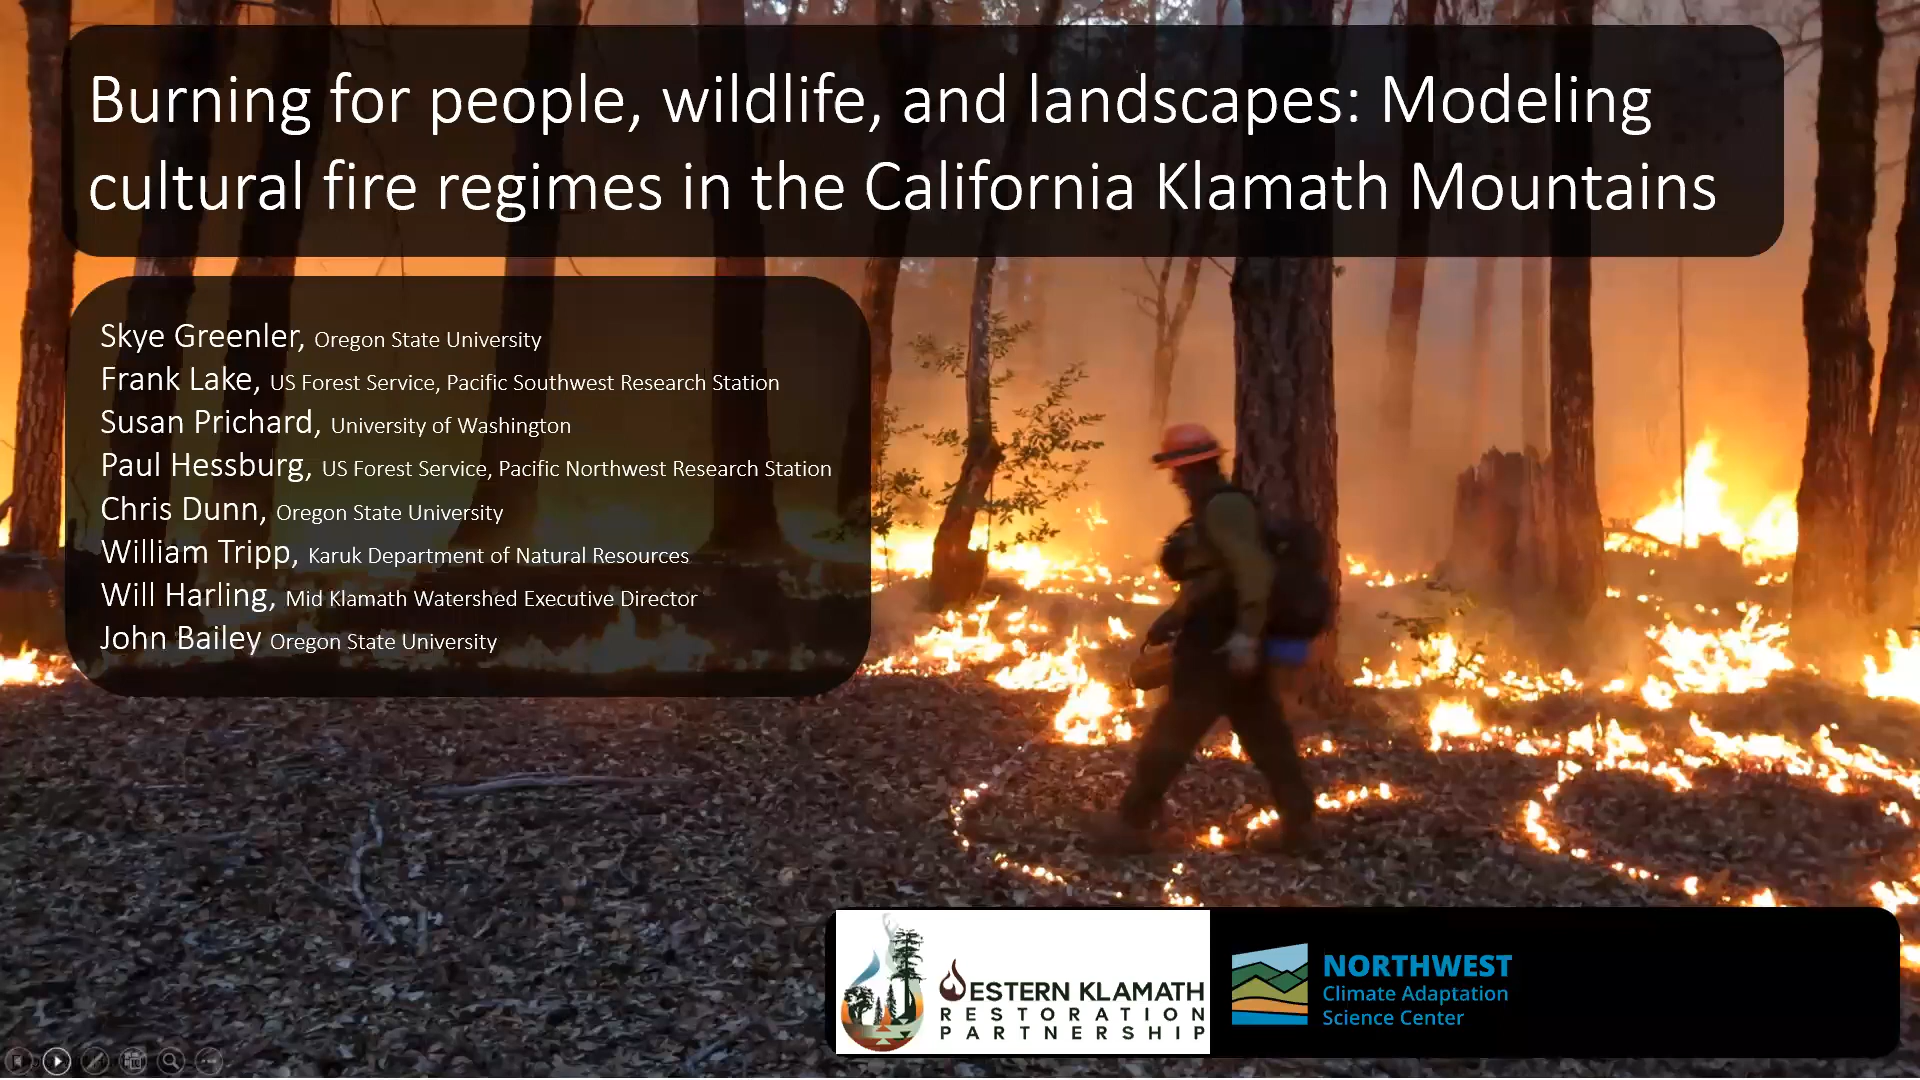 Burning for people, wildlife, and landscapes: Modeling
cultural fire regimes in the California Klamath Mountains
Skye Greenler, Oregon State University
Frank Lake, US Forest Service, Pacific Southwest Research Station
Susan Prichard, University of Washington
Paul Hessburg, US Forest Service, Pacific Northwest Research Station
Chris Dunn, Oregon State University
William Tripp, Karuk Department of Natural Resources
Will Harling, Mid Klamath Watershed Executive Director
John Bailey Oregon State University
WESTERN KLAMATH
RESTORATION
PARTNERSHIP
NORTHWEST
Climate Adaptation
Science Center